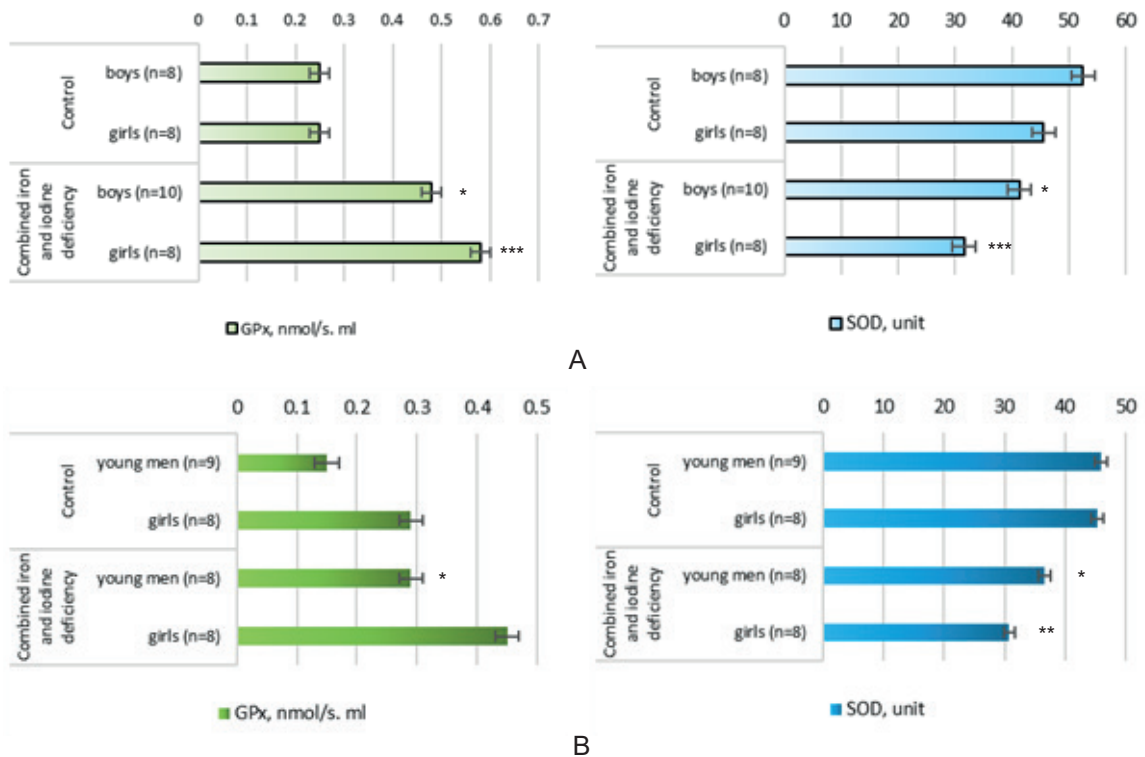 0 0.1 0.2 0.3 0.4 0.5 0.6 0.7
Control
boys (n=8)
girls (n=8)
Combined iron
and iodine
deficiency
boys (n=10)
*
girls (n=8)
***
GPx, nmol/s. ml
0 10 20 30 40 50 60
Control
boys (n=8)
girls (n=8)
Combined iron
and iodine
deficiency
boys (n=10)
*
girls (n=8)
***
SOD, unit
A
0 0.1 0.2 0.3 0.4 0.5
Control
young men (n=9)
girls (n=8)
Combined iron
and iodine
deficiency
young men (n=8)
*
girls (n=8)
GPx, nmol/s. ml
0 10 20 30 40 50
Control
young men (n=9)
girls (n=8)
Combined iron
and iodine
deficiency
young men (n=8)
*
girls (n=8)
**
SOD, unit
B